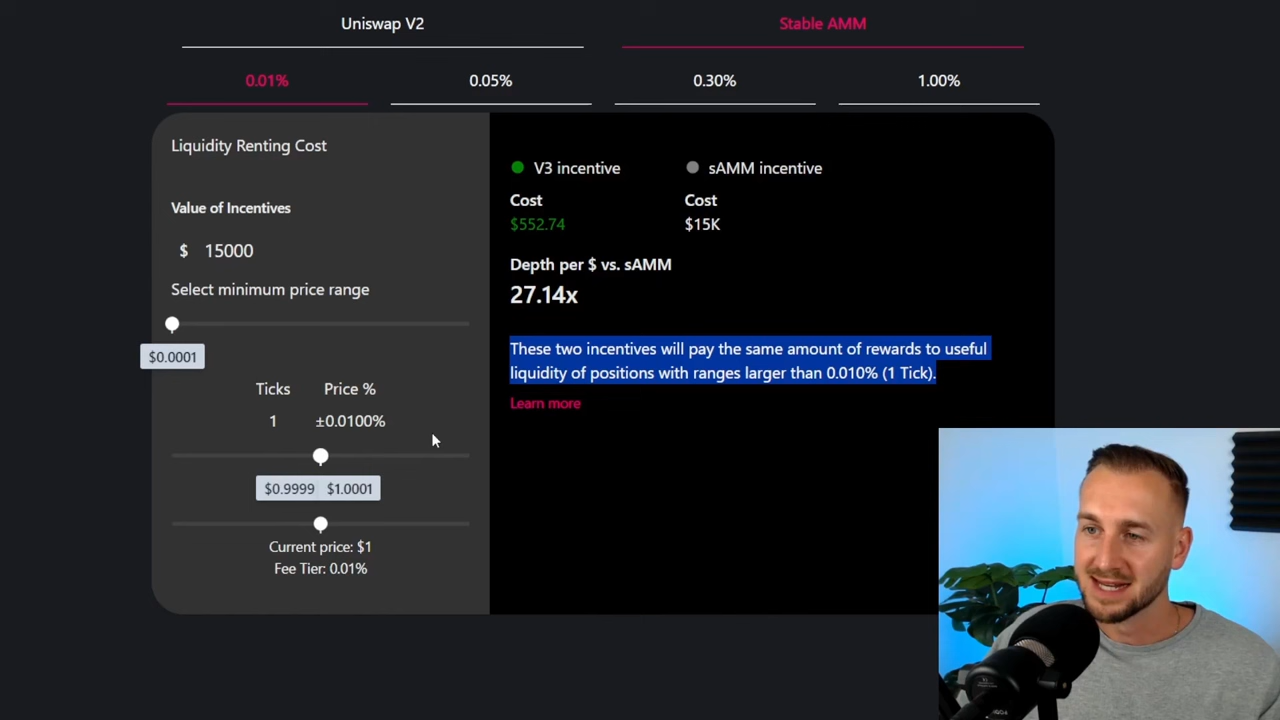 Uniswap V2
Stable AMM
0.01%
0.05%
0.30%
1.00%
Liquidity Renting Cost
V3 incentive
sAMM incentive
Value of Incentives
Cost
Cost
$552.74
$15K
$ 15000
Depth per $ vs. sAMM
Select minimum price range
27.14x
$0.0001
These two incentives will pay the same amount of rewards to useful
liquidity of positions with ranges larger than 0.010% (1 Tick).
Ticks
Price %
Learn more
1
±0.0100%
$0.9999
$1.0001
Current price: $1
Fee Tier: 0.01%